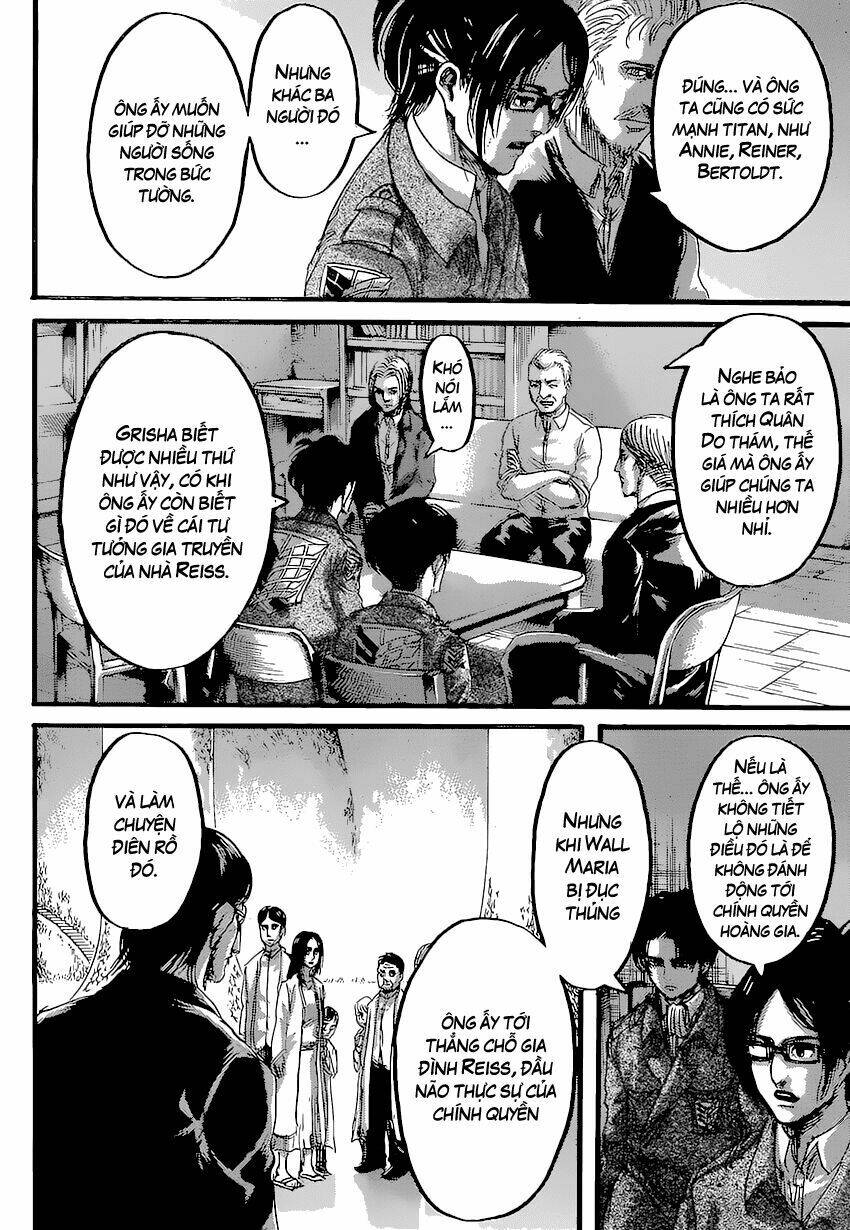 ĐÚNG... VÀ ÔNG
TA CŨNG CÓ SỨC
MẠNH TITAN, NHƯ
ANNIE, REINER,
BERTOLDT.
NHƯNG
KHÁC BA
NGƯỜI ĐÓ
...
ÔNG ẤY MUỐN
GIÚP ĐỠ NHỮNG
NGƯỜI SỐNG
TRONG BỨC
TƯỜNG.
NGHE BẢO
LÀ ÔNG TA RẤT
THÍCH QUÂN
DO THÁM, THẾ
GIÁ MÀ ÔNG ẤY
GIÚP CHÚNG TA
NHIỀU HƠN
NHỈ.
KHÓ
NÓI LẮM
...
GRISHA BIẾT
ĐƯỢC NHIỀU THỨ
NHƯ VẬY, CÓ KHI
ÔNG ẤY CÒN BIẾT
GÌ ĐÓ VỀ CÁI TƯ
TƯỞNG GIA TRUYỀN
CỦA NHÀ REISS.
NẾU LÀ
THẾ... ÔNG ẤY
KHÔNG TIẾT
LỘ NHỮNG
ĐIỀU ĐÓ LÀ ĐỂ
KHÔNG ĐÁNH
ĐỘNG TỚI
CHÍNH QUYỀN
HOÀNG GIA.
NHƯNG
KHI WALL
MARIA
BỊ ĐỤC
THỦNG
ÔNG ẤY TỚI
THẲNG CHỖ GIA
ĐÌNH REISS, ĐẦU
NÃO THỰC SỰ CỦA
CHÍNH QUYỀN
VÀ LÀM
CHUYỆN
ĐIÊN RỒ
ĐÓ.